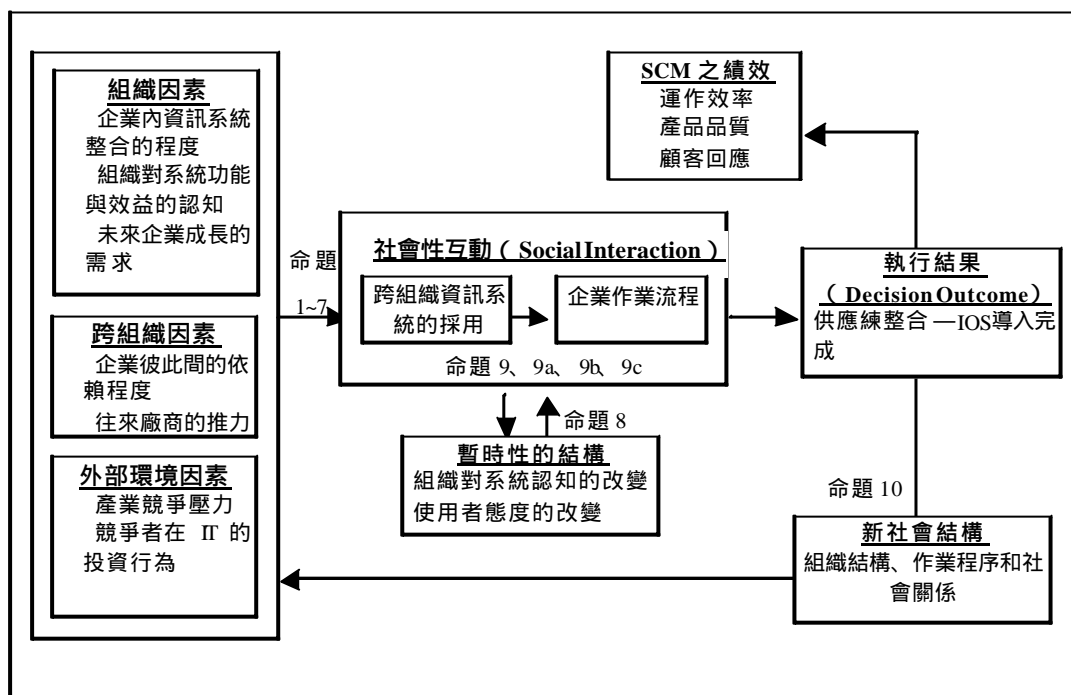 組織因素
企業內資訊系統
整合的程度
組織對系統功能
與效益的認知
未來企業成長的
需求
跨組織因素
企業彼此間的依
賴程度
往來廠商的推力
外部環境因素
產業競爭壓力
競爭者在 IT 的
投資行為
命題
1~7
社會性互動（ Social Interaction ）
跨組織資訊系
統的採用
企業作業流程
命題 9、 9a、 9b、 9c
命題 8
暫時性的結構
組織對系統認知的改變
使用者態度的改變
SCM 之績效
運作效率
產品品質
顧客回應
執行結果
（ Decision Outcome）
供應練整合 —IOS導入完
成
命題 10
新社會結構
組織結構、作業程序和社
會關係